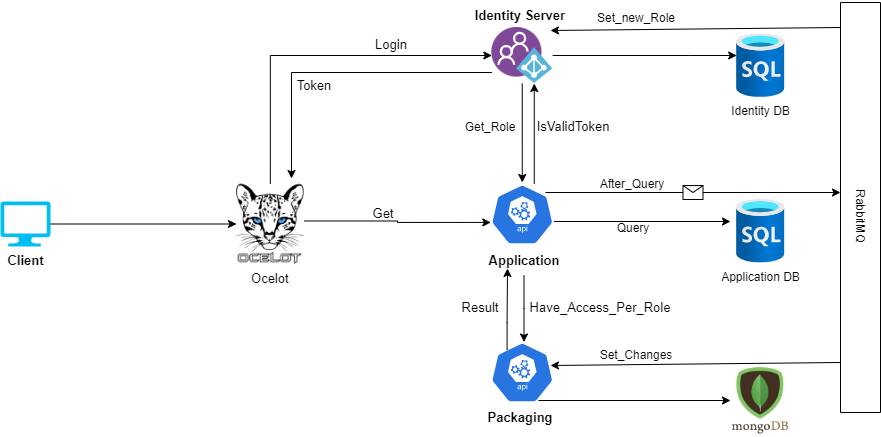 Identity Server
Set_new_Role
Login
SQL
Token
Identity DB
Get_Role
IsValidToken
After_Query
RabbitMQ
Get
api
Query
SQL
OCELOT
Client
Application
Ocelot
Application DB
Result
Have_Access_Per_Role
Set_Changes
api
Packaging
mongoDB